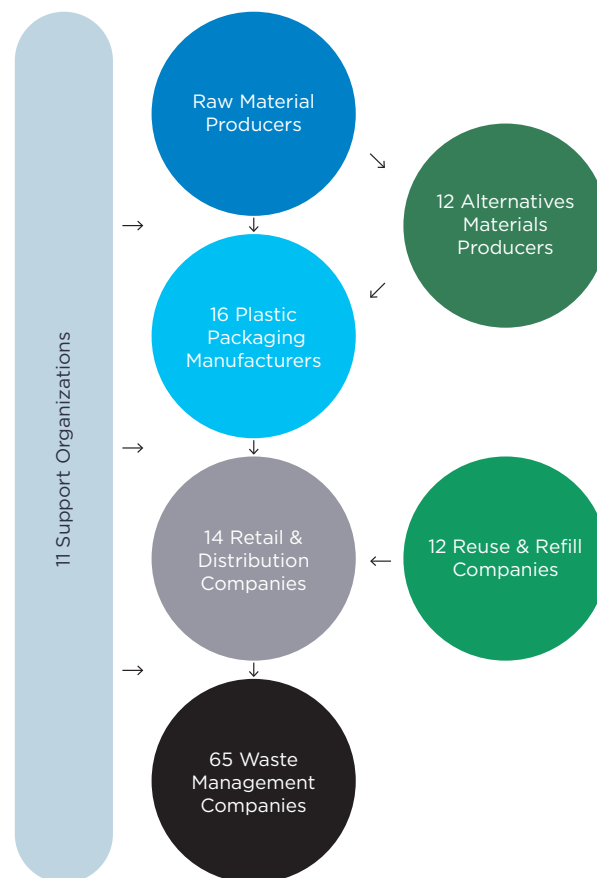 Raw Material
Producers
12 Alternatives
Materials
Producers
16 Plastic
Packaging
Manufacturers
11 Support Organizations
14 Retail &
Distribution
Companies
12 Reuse & Refill
Companies
65 Waste
Management
Companies